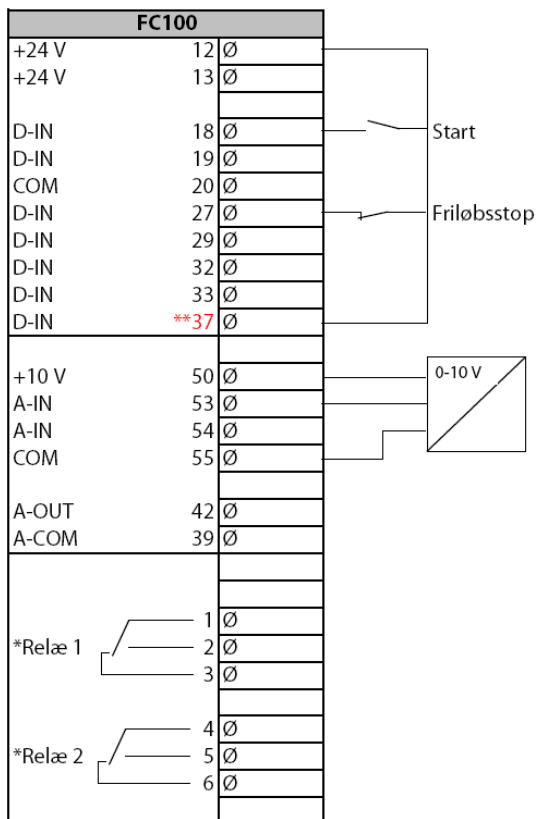 FC100
+24 V 12 Ø
+24 V 13 Ø
D-IN 18 Ø Start
D-IN 19 Ø
COM 20 Ø
D-IN 27 Ø Friløbsstop
D-IN 29 Ø
D-IN 32 Ø
D-IN 33 Ø
D-IN **37 Ø
+10 V 50 Ø 0-10 V
A-IN 53 Ø
A-IN 54 Ø
COM 55 Ø
A-OUT 42 Ø
A-COM 39 Ø
1 Ø
*Relæ 1 2 Ø
3 Ø
4 Ø
*Relæ 2 5 Ø
6 Ø